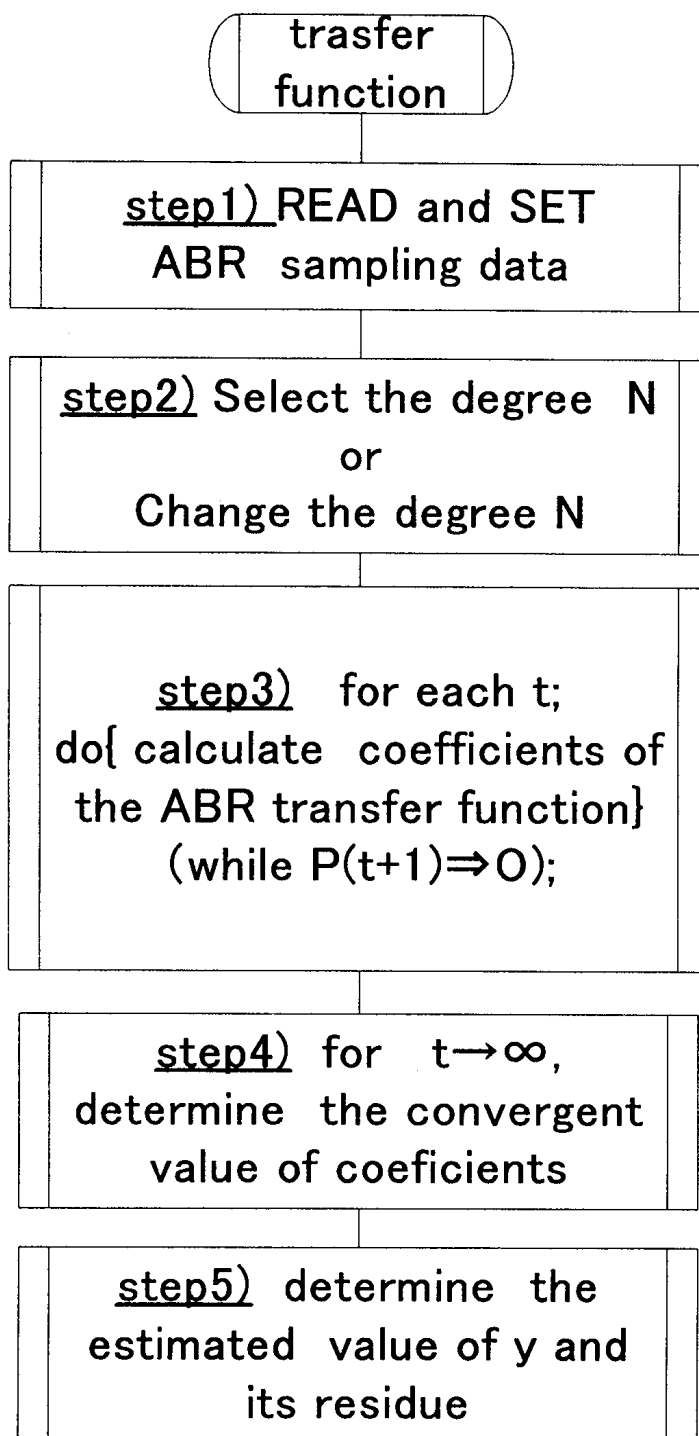 trasfer
function
step1) READ and SET
ABR sampling data
step2) Select the degree N
or
Change the degree N
step3) for each t;
do{ calculate coefficients of
the ABR transfer function}
(while P(t+1)⇒O);
step4) for t→∞,
determine the convergent
value of coeficients
step5) determine the
estimated value of y and
its residue